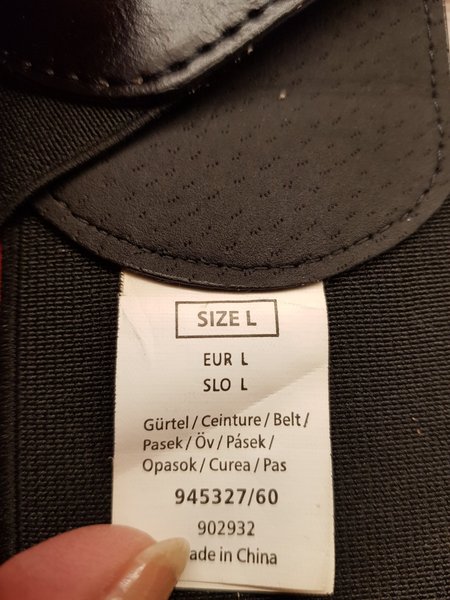 SIZE L
EUR L
SLO L
Gürtel/Ceinture/Belt/
Pasek/Öv/Pásek/
Opasok/Curea/Pas
945327/60
902932
ade in China